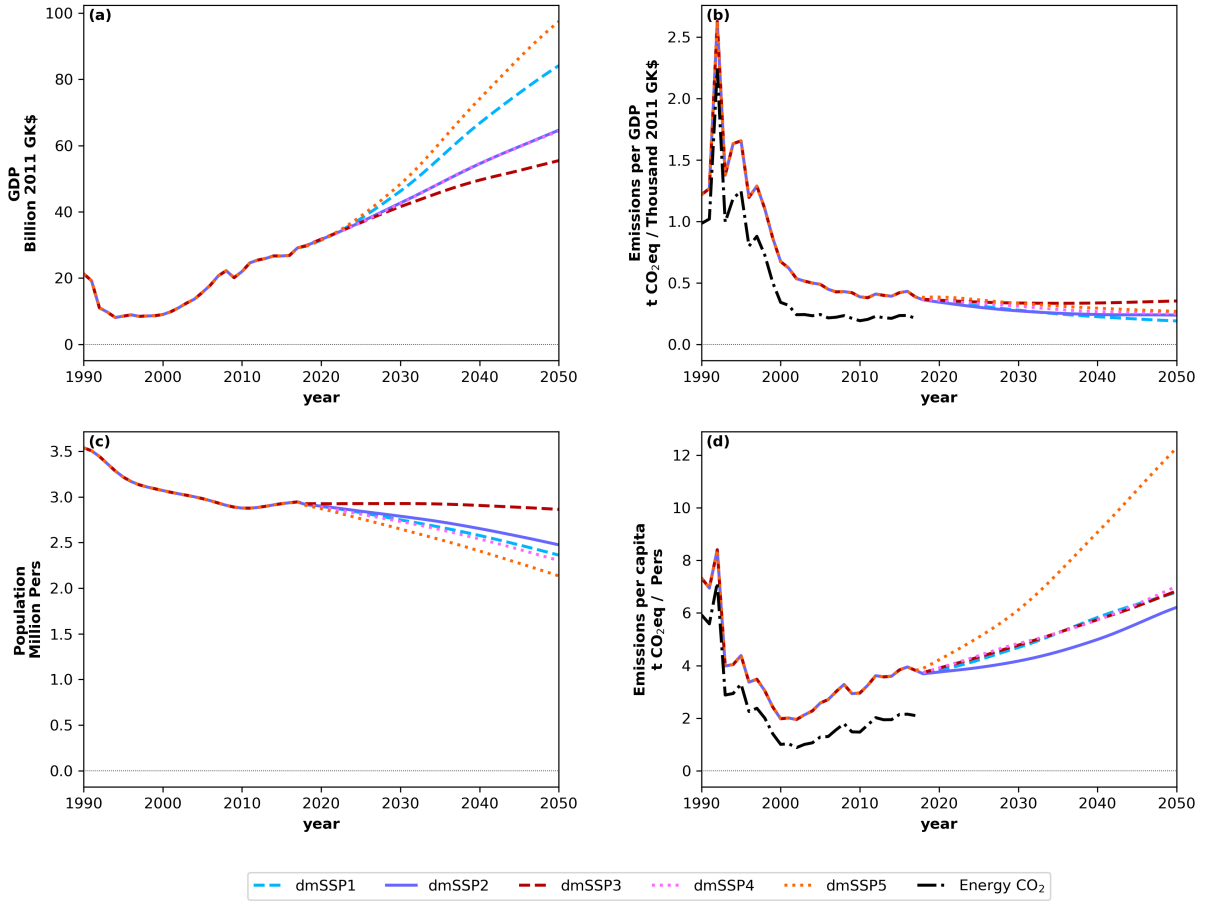 (a)
GDP
Billion 2011 GK$
100
80
60
40
20
0
1990 2000 2010 2020 2030 2040 2050
year
(b)
Emissions per GDP
t CO₂eq / Thousand 2011 GK$
2.5
2.0
1.5
1.0
0.5
0.0
1990 2000 2010 2020 2030 2040 2050
year
(c)
Population
Million Pers
3.5
3.0
2.5
2.0
1.5
1.0
0.5
0.0
1990 2000 2010 2020 2030 2040 2050
year
(d)
Emissions per capita
t CO₂eq / Pers
12
10
8
6
4
2
0
1990 2000 2010 2020 2030 2040 2050
year
dmSSP1 dmSSP2 dmSSP3 dmSSP4 dmSSP5 Energy CO₂